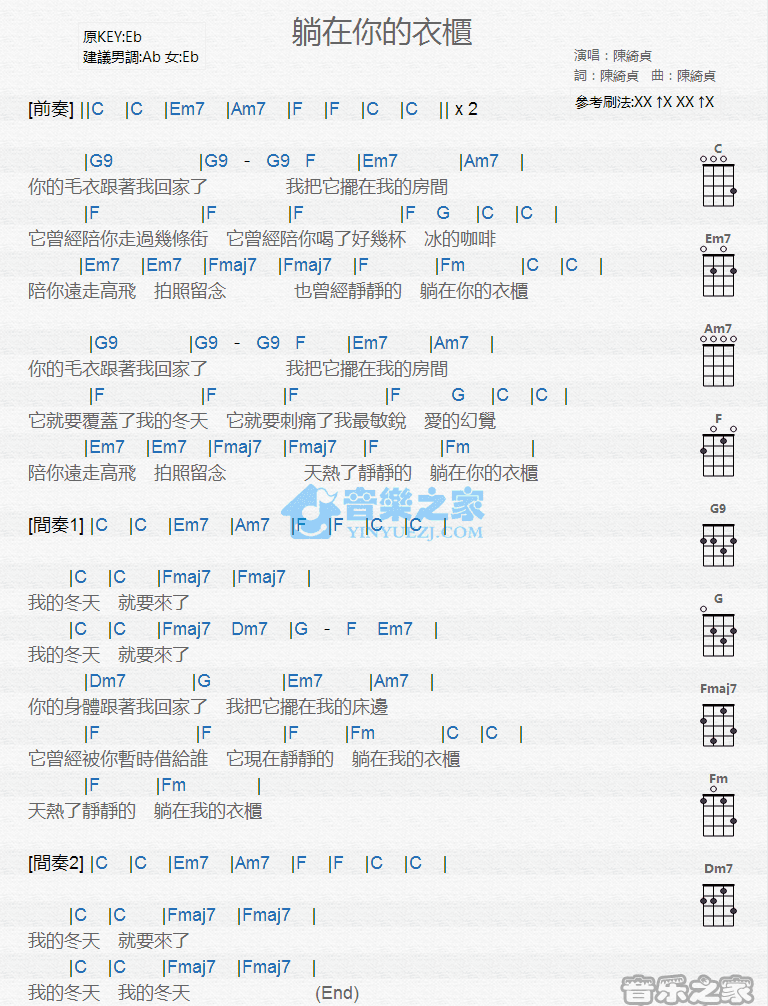 躺在你的衣櫃
原KEY:Eb
建議男調:Ab 女:Eb
演唱：陳綺貞
詞：陳綺貞　曲：陳綺貞
參考刷法:XX ↑X XX ↑X
[前奏] ||C |C |Em7 |Am7 |F |F |C |C || x 2
|G9 |G9 - G9 F |Em7 |Am7 |
你的毛衣跟著我回家了 我把它擺在我的房間
|F |F |F |F G |C |C |
它曾經陪你走過幾條街 它曾經陪你喝了好幾杯 冰的咖啡
|Em7 |Em7 |Fmaj7 |Fmaj7 |F |Fm |C |C |
陪你遠走高飛 拍照留念 也曾經靜靜的 躺在你的衣櫃
|G9 |G9 - G9 F |Em7 |Am7 |
你的毛衣跟著我回家了 我把它擺在我的房間
|F |F |F |F G |C |C |
它就要覆蓋了我的冬天 它就要刺痛了我最敏銳 愛的幻覺
|Em7 |Em7 |Fmaj7 |Fmaj7 |F |Fm |
陪你遠走高飛 拍照留念 天熱了靜靜的 躺在你的衣櫃
音樂之家
YINYUEZJ.COM
[間奏1] |C |C |Em7 |Am7 |F |F |C |C |
|C |C |Fmaj7 |Fmaj7 |
我的冬天 就要來了
|C |C |Fmaj7 Dm7 |G - F Em7 |
我的冬天 就要來了
|Dm7 |G |Em7 |Am7 |
你的身體跟著我回家了 我把它擺在我的床邊
|F |F |F |Fm |C |C |
它曾經被你暫時借給誰 它現在靜靜的 躺在我的衣櫃
|F |Fm |
天熱了靜靜的 躺在我的衣櫃
[間奏2] |C |C |Em7 |Am7 |F |F |C |C |
|C |C |Fmaj7 |Fmaj7 |
我的冬天 就要來了
|C |C |Fmaj7 |Fmaj7 |
我的冬天 我的冬天 (End)
C
Em7
Am7
F
G9
G
Fmaj7
Fm
Dm7
音乐之家